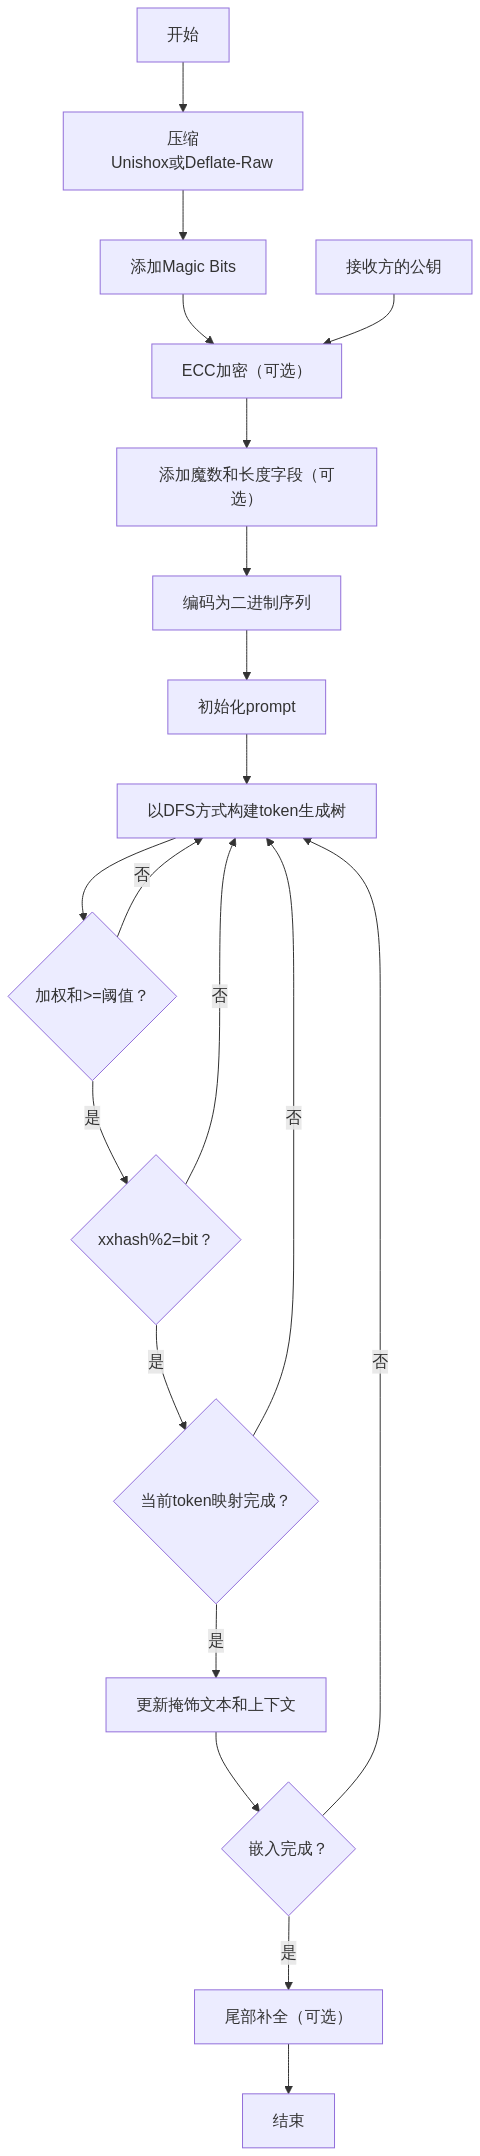 开始
压缩
Unishox或Deflate-Raw
添加Magic Bits
接收方的公钥
ECC加密（可选）
添加魔数和长度字段（可
选）
编码为二进制序列
初始化prompt
以DFS方式构建token生成树
否
加权和>=阈值？
否
是
否
xxhash%2=bit？
是
否
当前token映射完成？
是
更新掩饰文本和上下文
嵌入完成？
是
尾部补全（可选）
结束